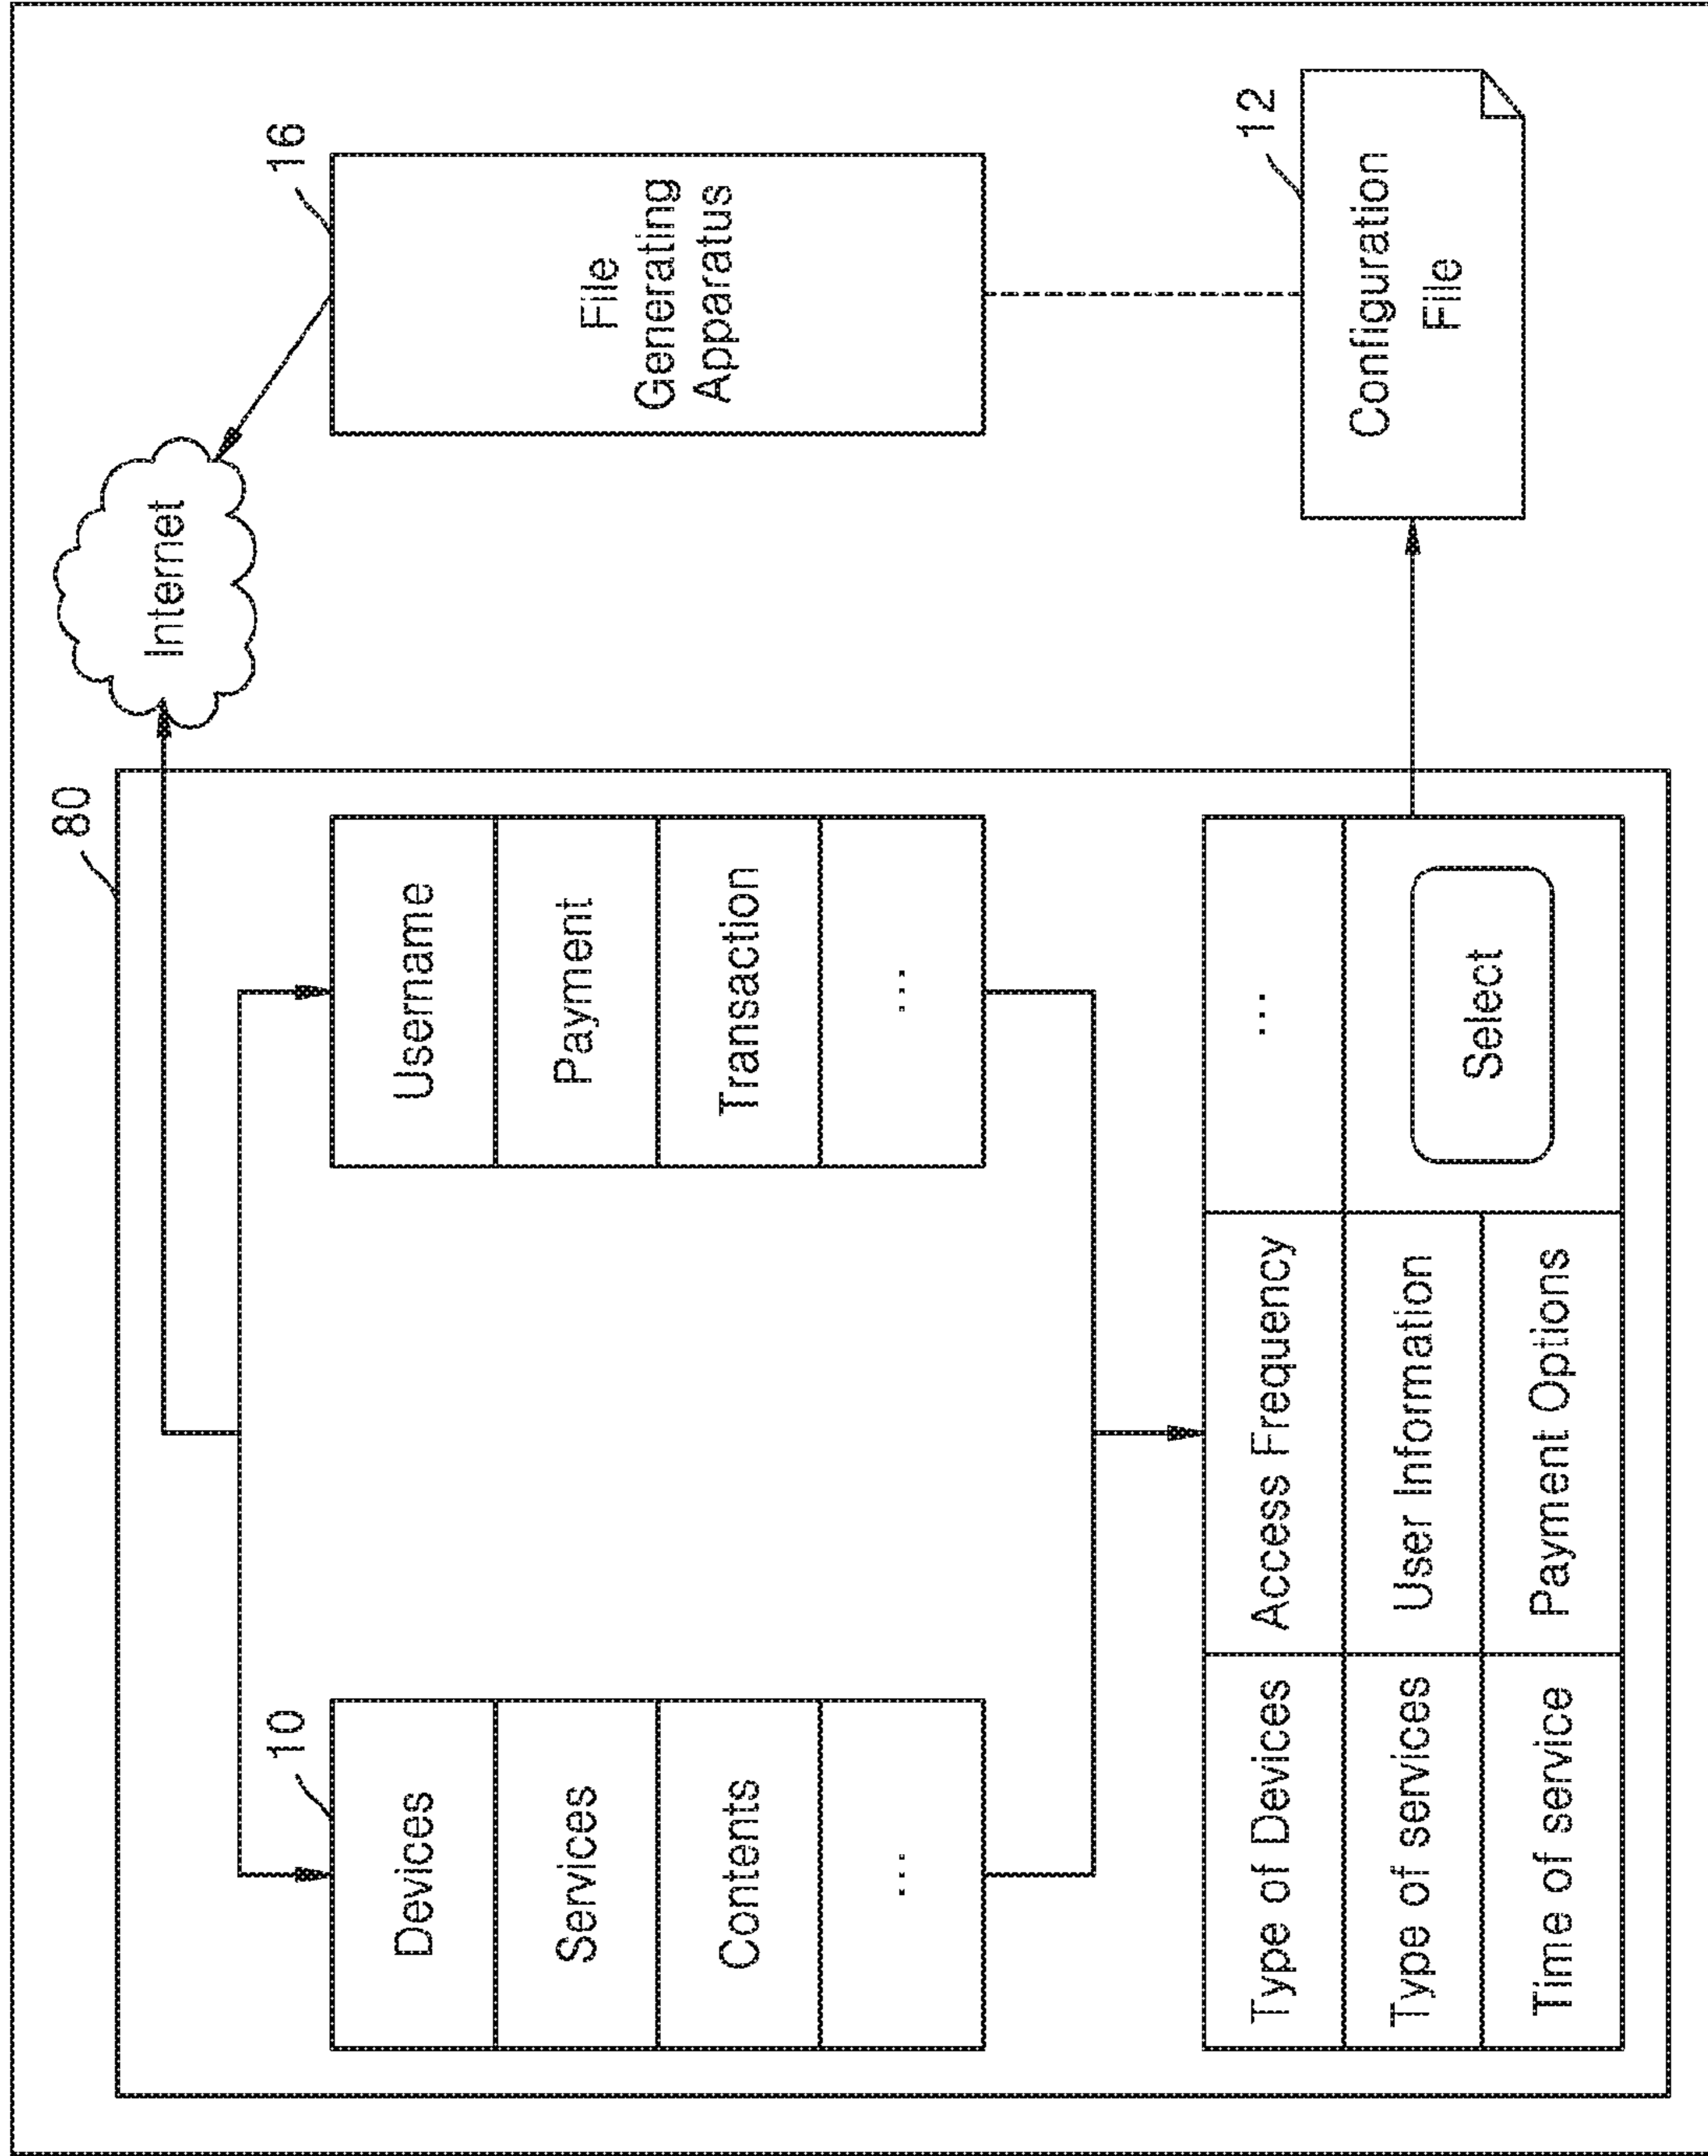 80
Internet
16
10
Devices
Services
Contents
...
Username
Payment
Transaction
...
File
Generating
Apparatus
12
Type of Devices
Access Frequency
...
Type of services
User Information
Time of service
Payment Options
Select
Configuration
File